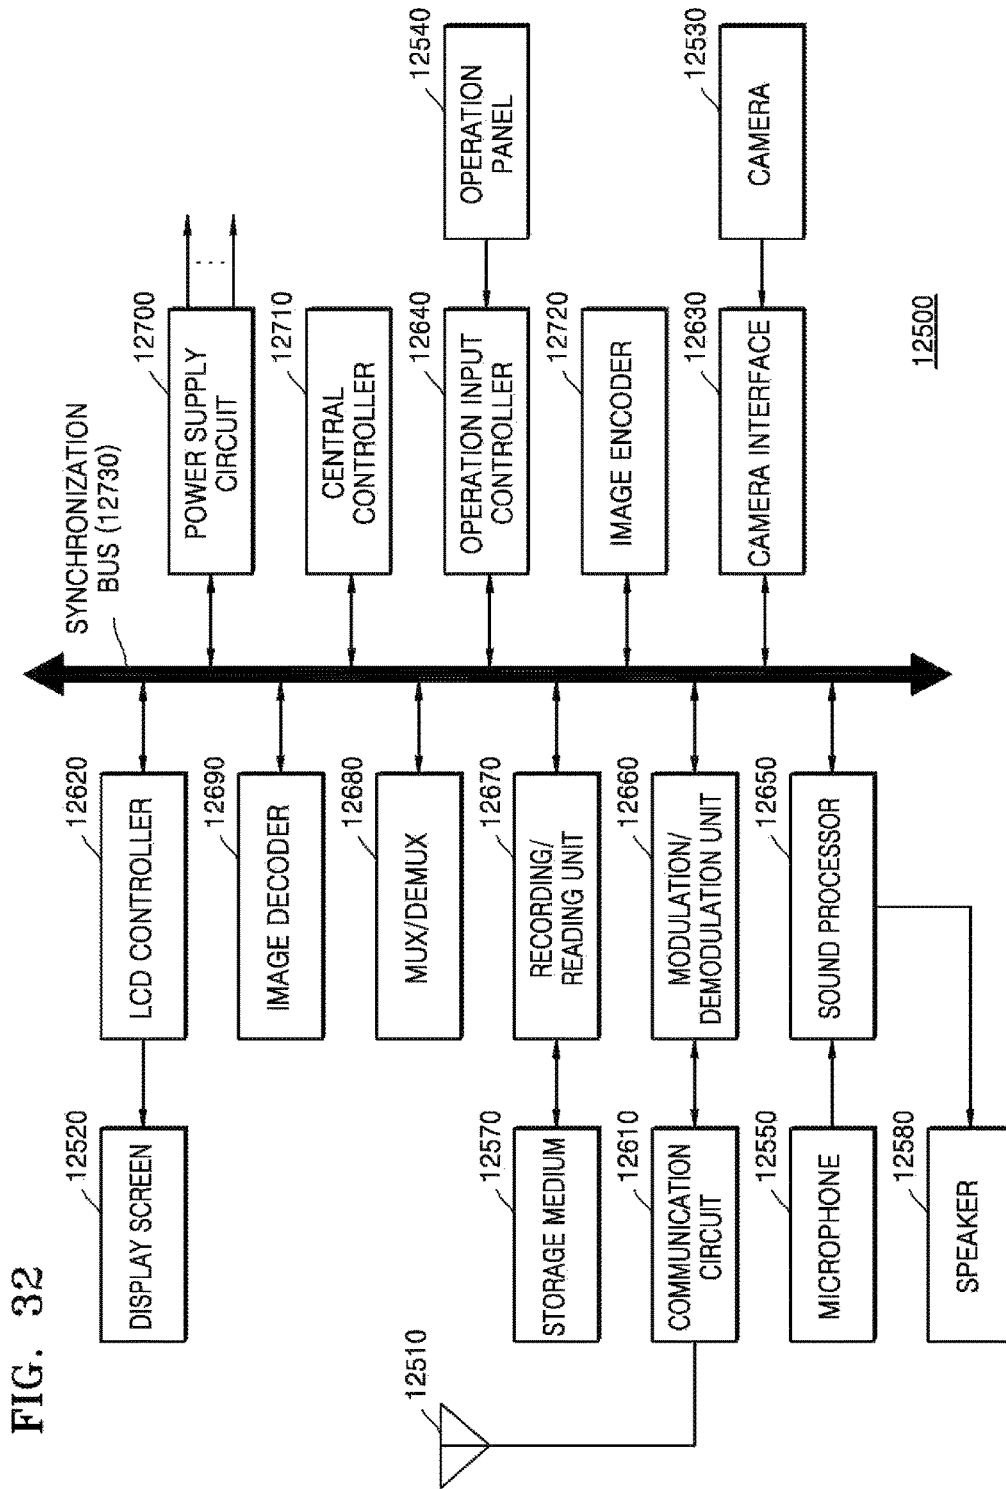 FIG. 32
12510
DISPLAY SCREEN
12520
LCD CONTROLLER
12620
IMAGE DECODER
12690
MUX/DEMUX
12680
STORAGE MEDIUM
12570
RECORDING/
READING UNIT
12670
COMMUNICATION
CIRCUIT
12610
MODULATION/
DEMODULATION UNIT
12660
MICROPHONE
12550
SOUND PROCESSOR
12650
SPEAKER
12580
SYNCHRONIZATION
BUS (12730)
POWER SUPPLY
CIRCUIT
12700
CENTRAL
CONTROLLER
12710
OPERATION INPUT
CONTROLLER
12640
OPERATION
PANEL
12540
IMAGE ENCODER
12720
CAMERA INTERFACE
12630
CAMERA
12530
12500